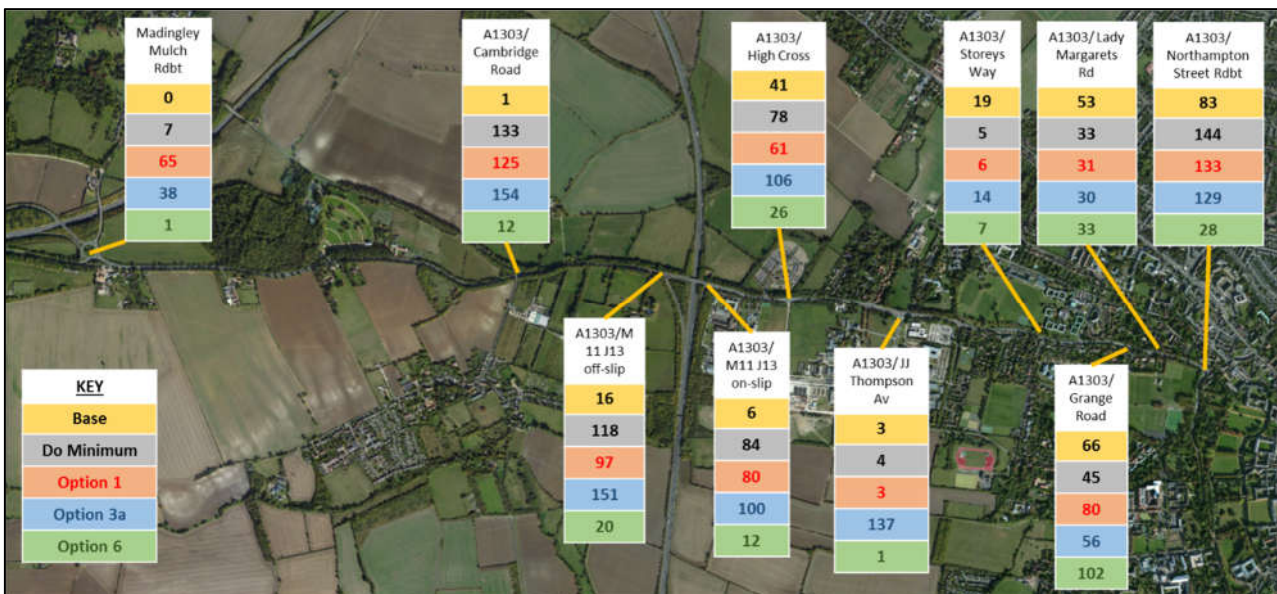 Madingley
Mulch
Rdbt
0
7
65
38
1
A1303/
Cambridge
Road
1
133
125
154
12
A1303/
High Cross
41
78
61
106
26
A1303/
Storeys
Way
19
5
6
14
7
A1303/ Lady
Margarets
Rd
53
33
31
30
33
A1303/
Northampton
Street Rdbt
83
144
133
129
28
KEY
Base
Do Minimum
Option 1
Option 3a
Option 6
A1303/M
11 J13
off-slip
16
118
97
151
20
A1303/
M11 J13
on-slip
6
84
80
100
12
A1303/ JJ
Thompson
Av
3
4
3
137
1
A1303/
Grange
Road
66
45
80
56
102